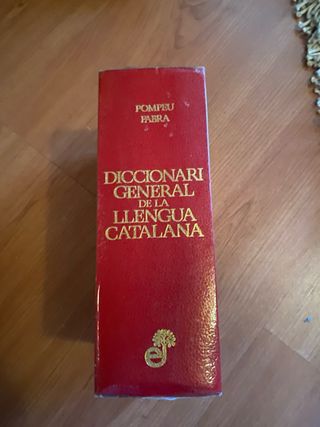 POMPEU
FABRA
DICCIONARI
GENERAL
DE LA
LLENGUA
CATALANA